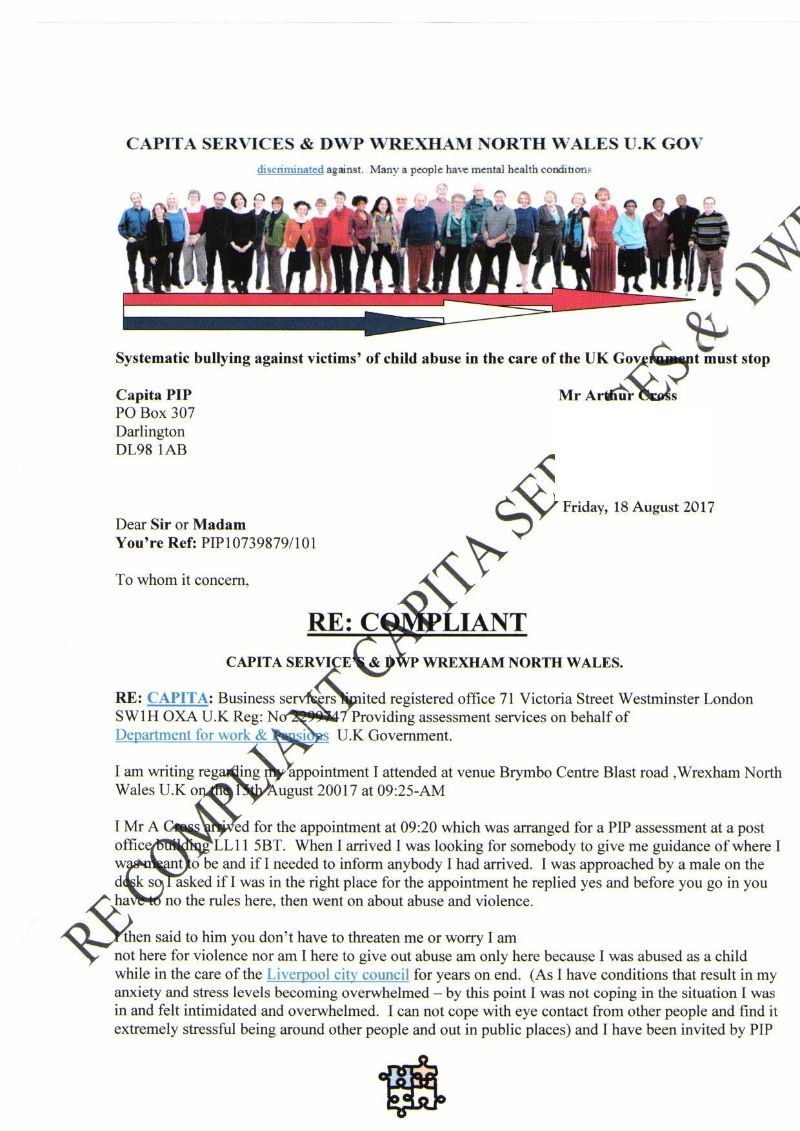 CAPITA SERVICES & DWP WREXHAM NORTH WALES U.K GOV
discriminated against. Many a people have mental health conditions
Systematic bullying against victims' of child abuse in the care of the UK Government must stop
Capita PIP
Mr Arthur Cross
PO Box 307
Darlington
DL98 1AB
Friday, 18 August 2017
Dear Sir or Madam
You're Ref: PIP10739879/101
To whom it concern,
RE: COMPLIANT
CAPITA SERVICE'S & DWP WREXHAM NORTH WALES.
RE: CAPITA: Business servicers limited registered office 71 Victoria Street Westminster London
SW1H OXA U.K Reg: No 2299747 Providing assessment services on behalf of
Department for work & Pensions U.K Government.
I am writing regarding my appointment I attended at venue Brymbo Centre Blast road ,Wrexham North
Wales U.K on the 15th August 20017 at 09:25-AM
I Mr A Cross arrived for the appointment at 09:20 which was arranged for a PIP assessment at a post
office building LL11 5BT. When I arrived I was looking for somebody to give me guidance of where I
was meant to be and if I needed to inform anybody I had arrived. I was approached by a male on the
desk so I asked if I was in the right place for the appointment he replied yes and before you go in you
have to no the rules here, then went on about abuse and violence.
I then said to him you don't have to threaten me or worry I am
not here for violence nor am I here to give out abuse am only here because I was abused as a child
while in the care of the Liverpool city council for years on end. (As I have conditions that result in my
anxiety and stress levels becoming overwhelmed – by this point I was not coping in the situation I was
in and felt intimidated and overwhelmed. I can not cope with eye contact from other people and find it
extremely stressful being around other people and out in public places) and I have been invited by PIP
RE COMPLIANT CAPITA SERVICES & DWP